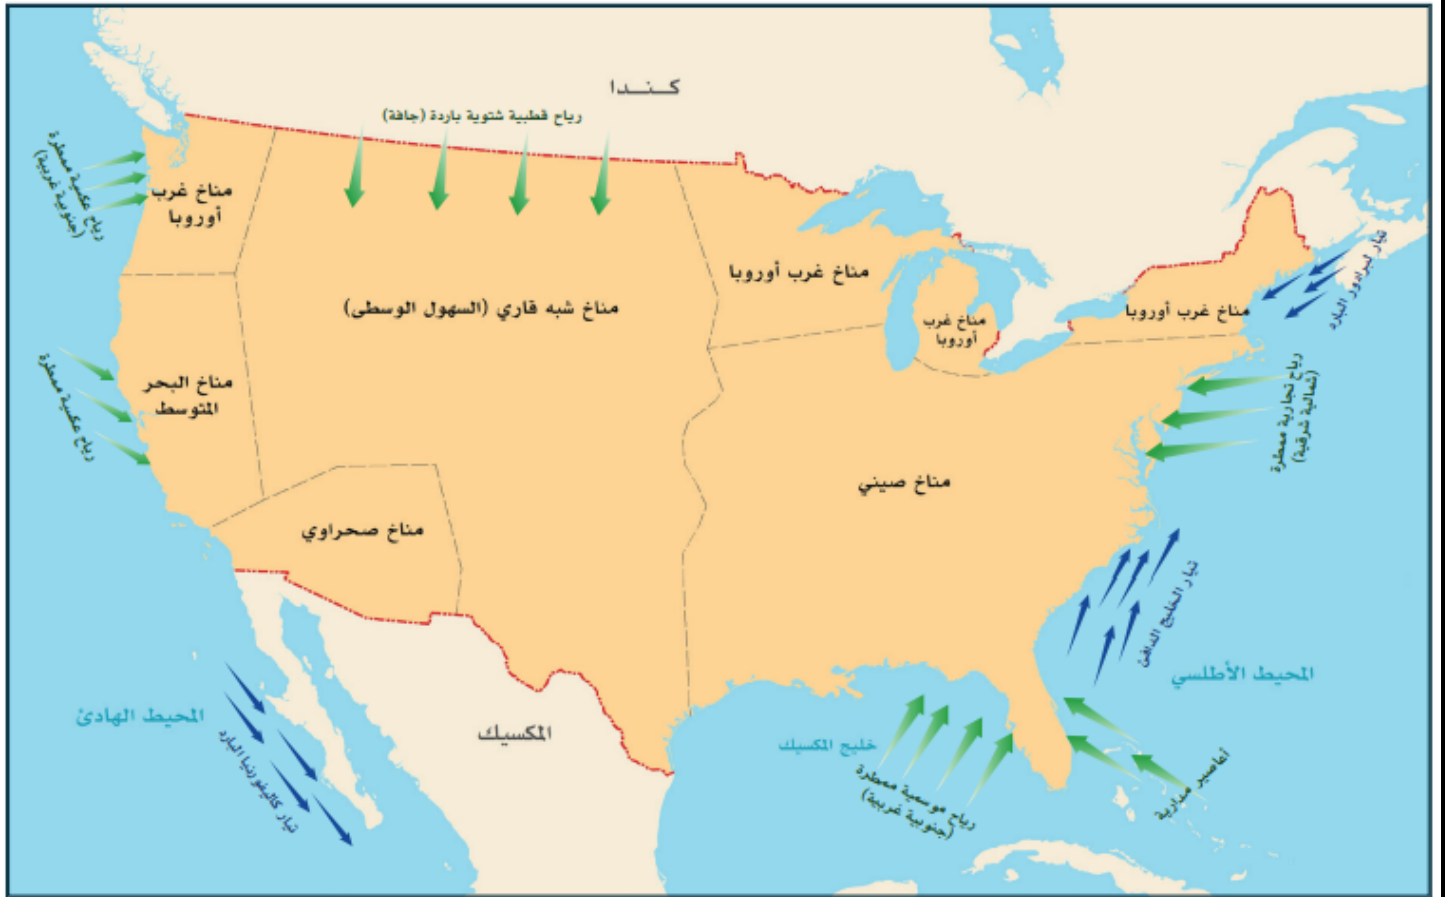 كـنـدا
رياح قطبية شتوية باردة (جافة)
رياح عكسية ممطرة
(جنوبية غربية)
مناخ غرب
أوروبا
مناخ غرب أوروبا
مناخ غرب
أوروبا
مناخ غرب أوروبا
تيار لبرادور البارد
مناخ شبه قاري (السهول الوسطى)
رياح عكسية ممطرة
مناخ البحر
المتوسط
رياح تجارية ممطرة
(شمالية شرقية)
مناخ صيني
مناخ صحراوي
تيار الخليج الدافئ
المحيط الأطلسي
المحيط الهادئ
تيار كاليفورنيا البارد
المكسيك
خليج المكسيك
رياح موسمية ممطرة
(جنوبية غربية)
أعاصير مدارية